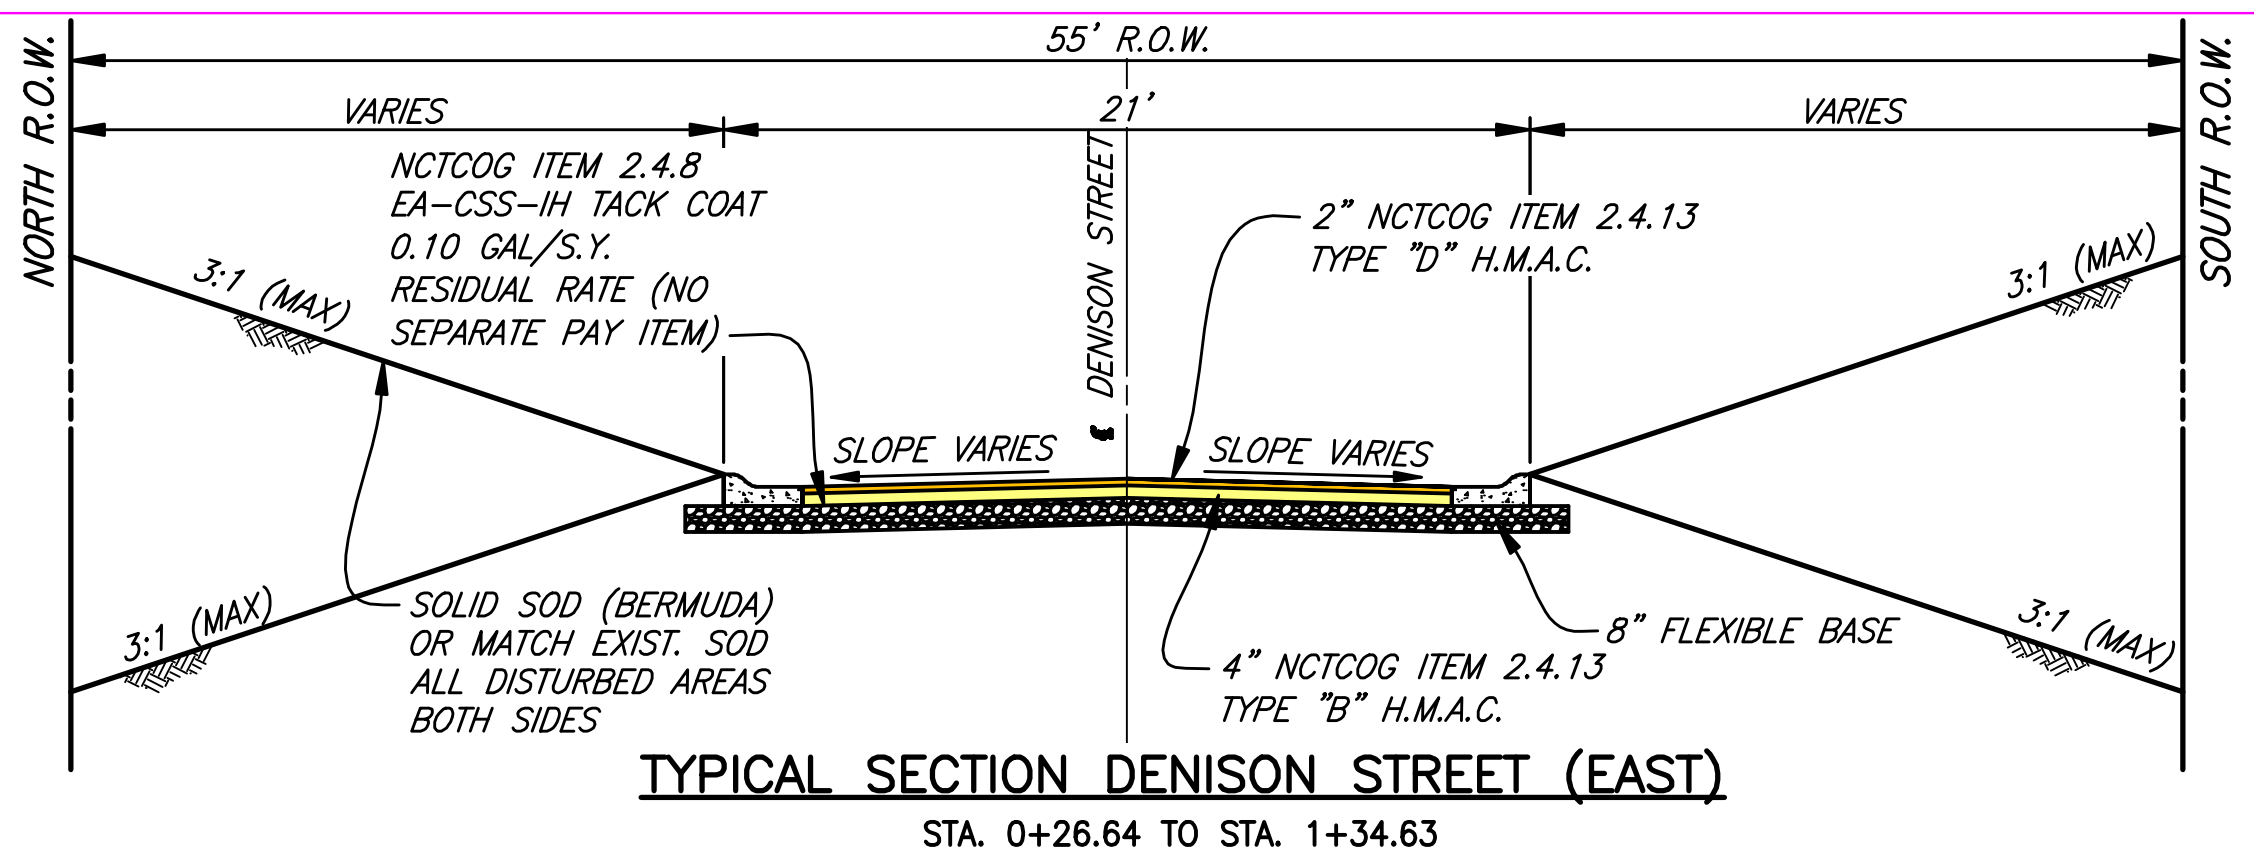 55' R.O.W.
NORTH R.O.W.
SOUTH R.O.W.
VARIES
21'
VARIES
NCTCOG ITEM 2.4.8
EA-CSS-IH TACK COAT
0.10 GAL/S.Y.
RESIDUAL RATE (NO
SEPARATE PAY ITEM)
DENISON STREET
2" NCTCOG ITEM 2.4.13
TYPE "D" H.M.A.C.
3:1 (MAX)
3:1 (MAX)
SLOPE VARIES
SLOPE VARIES
3:1 (MAX)
3:1 (MAX)
SOLID SOD (BERMUDA)
OR MATCH EXIST. SOD
ALL DISTURBED AREAS
BOTH SIDES
8" FLEXIBLE BASE
4" NCTCOG ITEM 2.4.13
TYPE "B" H.M.A.C.
TYPICAL SECTION DENISON STREET (EAST)
STA. 0+26.64 TO STA. 1+34.63